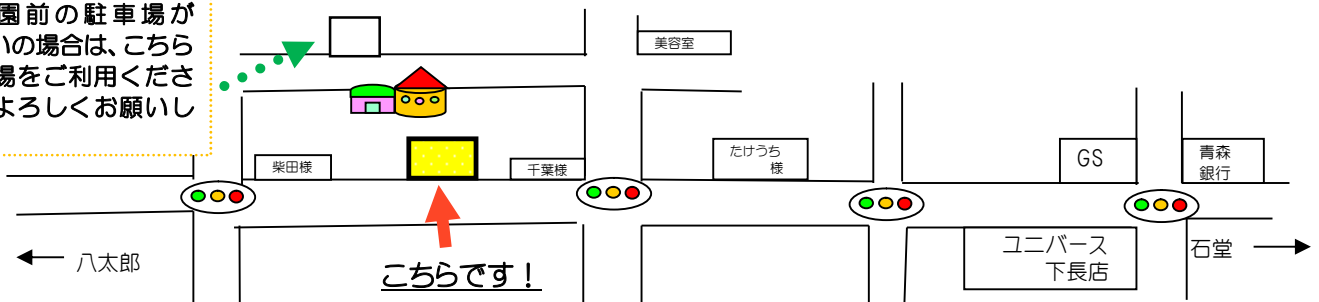 園前の駐車場が
いの場合は、こちら
場をご利用くださ
よろしくお願いし
美容室
柴田様
千葉様
たけうち
様
GS
青森
銀行
八太郎
こちらです！
ユニバース
下長店
石堂